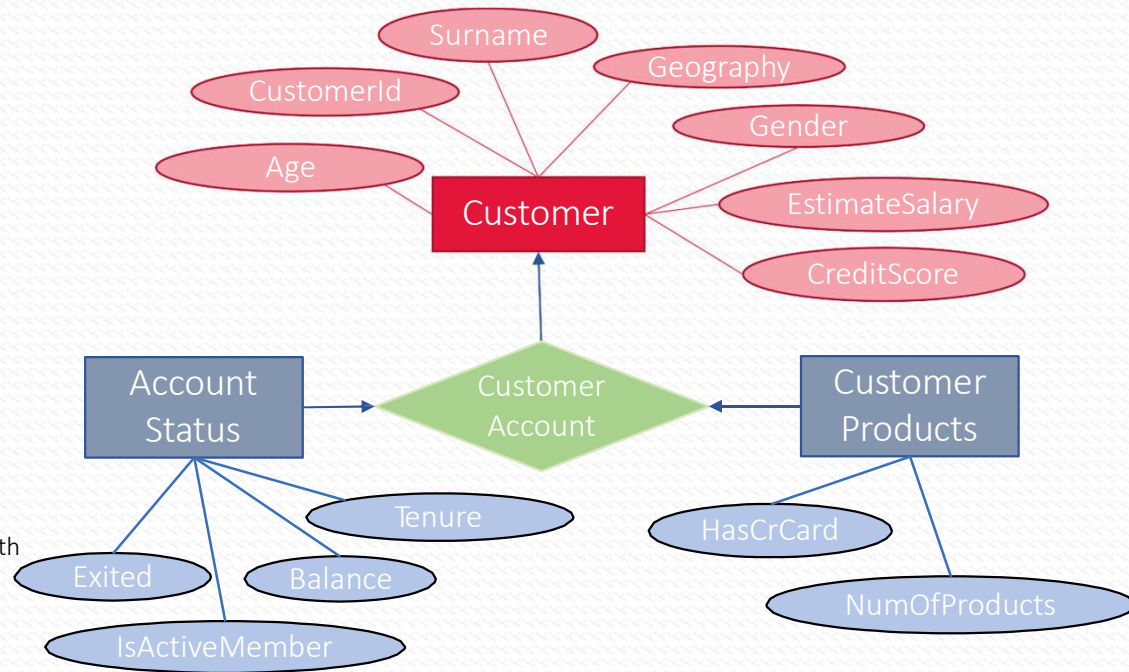 Surname
Geography
CustomerId
Gender
Age
EstimateSalary
Customer
CreditScore
Account
Status
Customer
Account
Customer
Products
Tenure
HasCrCard
th
Exited
Balance
NumOfProducts
IsActiveMember